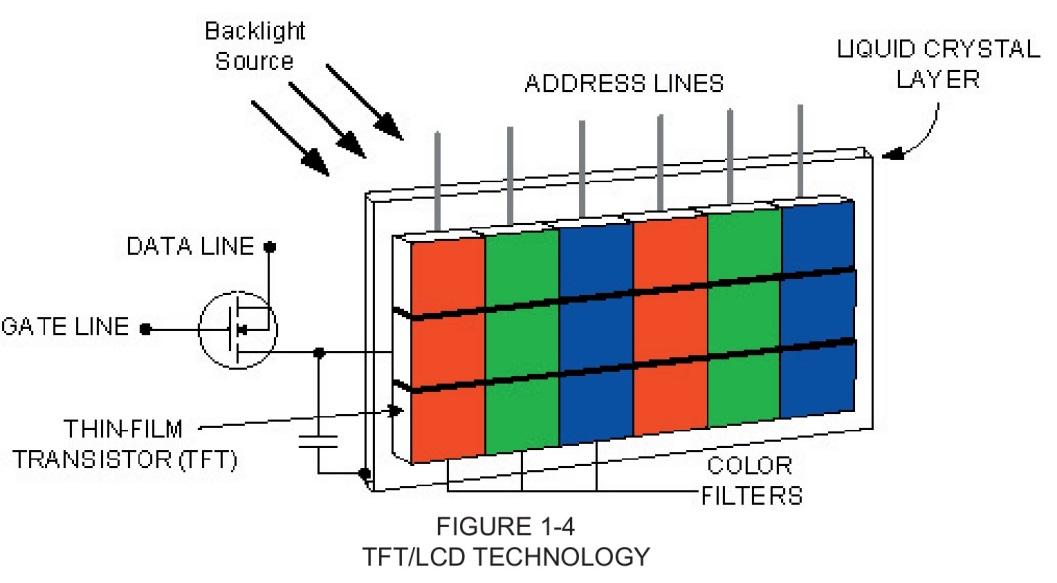 Backlight
Source
LIQUID CRYSTAL
LAYER
ADDRESS LINES
DATA LINE
GATE LINE
THIN-FILM
TRANSISTOR (TFT)
COLOR
FILTERS
FIGURE 1-4
TFT/LCD TECHNOLOGY